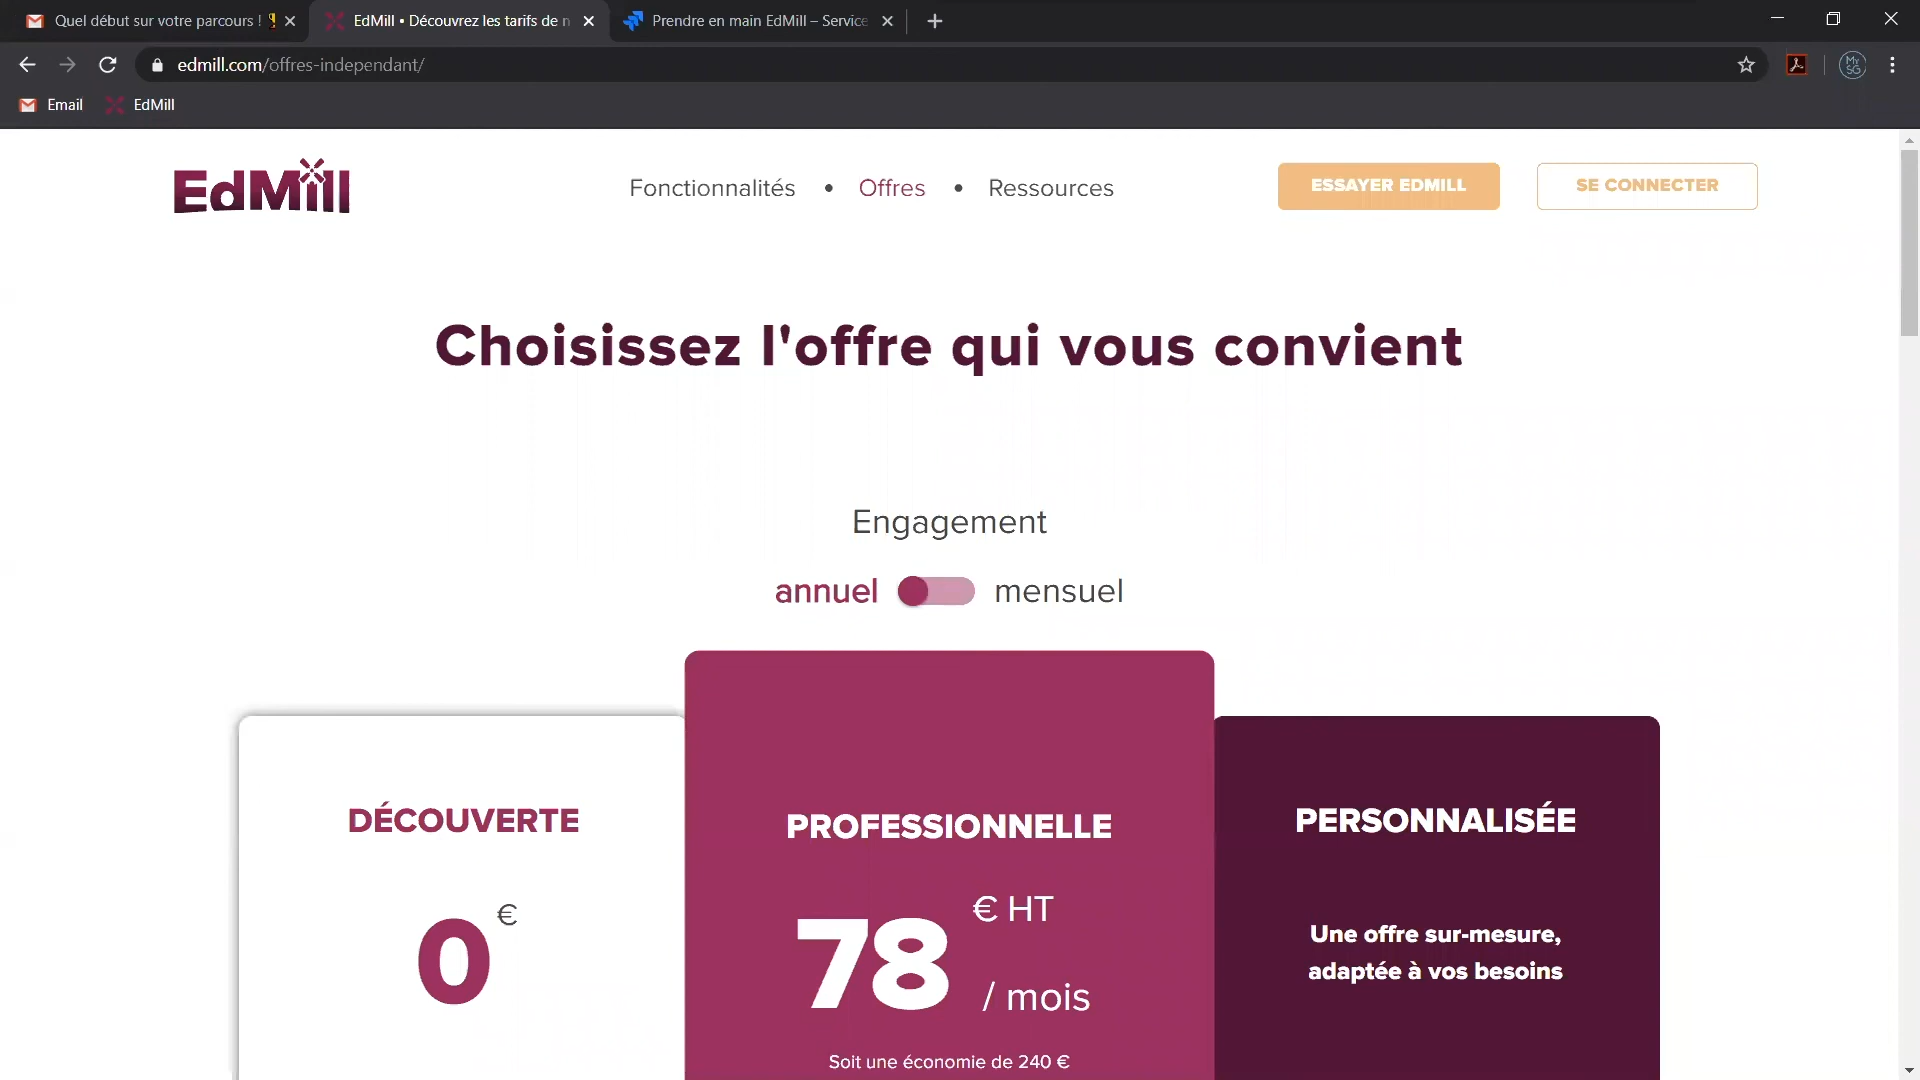 Quel début sur votre parcours !
EdMill • Découvrez les tarifs de n
Prendre en main EdMill – Service
edmill.com/offres-independant/
MY
SG
Email
EdMill
EdMill
Fonctionnalités • Offres • Ressources
ESSAYER EDMILL
SE CONNECTER
Choisissez l'offre qui vous convient
Engagement
annuel mensuel
DÉCOUVERTE
0 €
PROFESSIONNELLE
78 € HT
/ mois
Soit une économie de 240 €
PERSONNALISÉE
Une offre sur-mesure,
adaptée à vos besoins